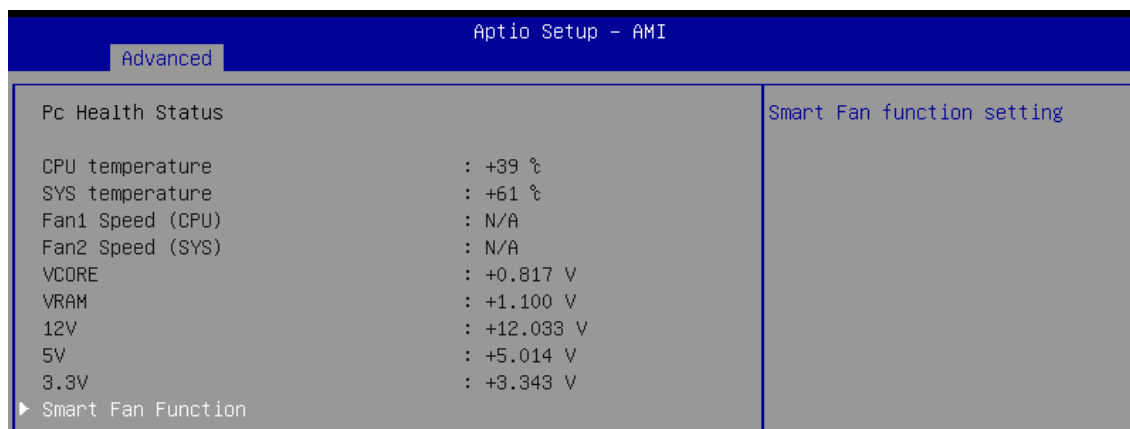 Aptio Setup – AMI
Advanced
Pc Health Status
Smart Fan function setting
CPU temperature : +39 ℃
SYS temperature : +61 ℃
Fan1 Speed (CPU) : N/A
Fan2 Speed (SYS) : N/A
VCORE : +0.817 V
VRAM : +1.100 V
12V : +12.033 V
5V : +5.014 V
3.3V : +3.343 V
Smart Fan Function